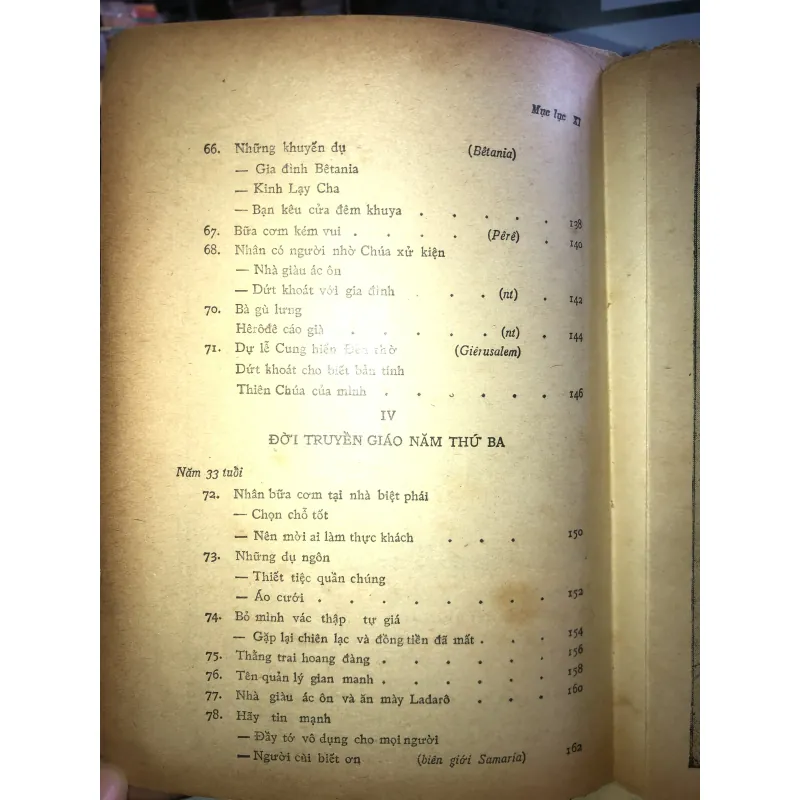 Mục lục XI
66. Những khuyến dụ (Bêtania)
— Gia đình Bêtania
— Kinh Lạy Cha
— Bạn kêu cửa đêm khuya . . . . . 138
67. Bữa cơm kém vui . . . . (Pêrê) . 140
68. Nhân có người nhờ Chúa xử kiện
— Nhà giàu ác ôn
— Dứt khoát với gia đình . . (nt) . 142
70. Bà gù lưng
Hêrôđê cáo già . . . . . (nt) . 144
71. Dự lễ Cung hiến Đền thờ (Giêrusalem)
Dứt khoát cho biết bản tính
Thiên Chúa của mình . . . . . . 146
IV
ĐỜI TRUYỀN GIÁO NĂM THỨ BA
Năm 33 tuổi
72. Nhân bữa cơm tại nhà biệt phái
— Chọn chỗ tốt
— Nên mời ai làm thực khách . . . 150
73. Những dụ ngôn
— Thiết tiệc quần chúng
— Áo cưới . . . . . . . . 152
74. Bỏ mình vác thập tự giá
— Gặp lại chiên lạc và đồng tiền đã mất . . . 154
75. Thằng trai hoang đàng . . . . . . 156
76. Tên quản lý gian manh . . . . . . 158
77. Nhà giàu ác ôn và ăn mày Ladarô . . . . 160
78. Hãy tin mạnh
— Đầy tớ vô dụng cho mọi người
— Người cùi biết ơn (biên giới Samaria) 162